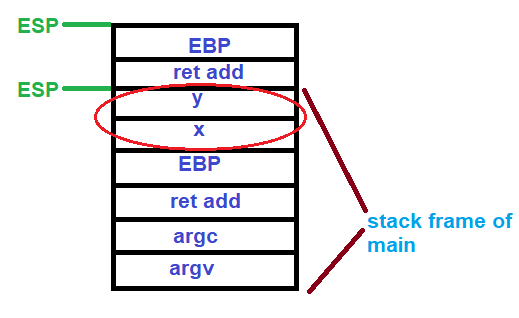 ESP
EBP
ret add
ESP
y
x
EBP
ret add
argc
argv
stack frame of
main